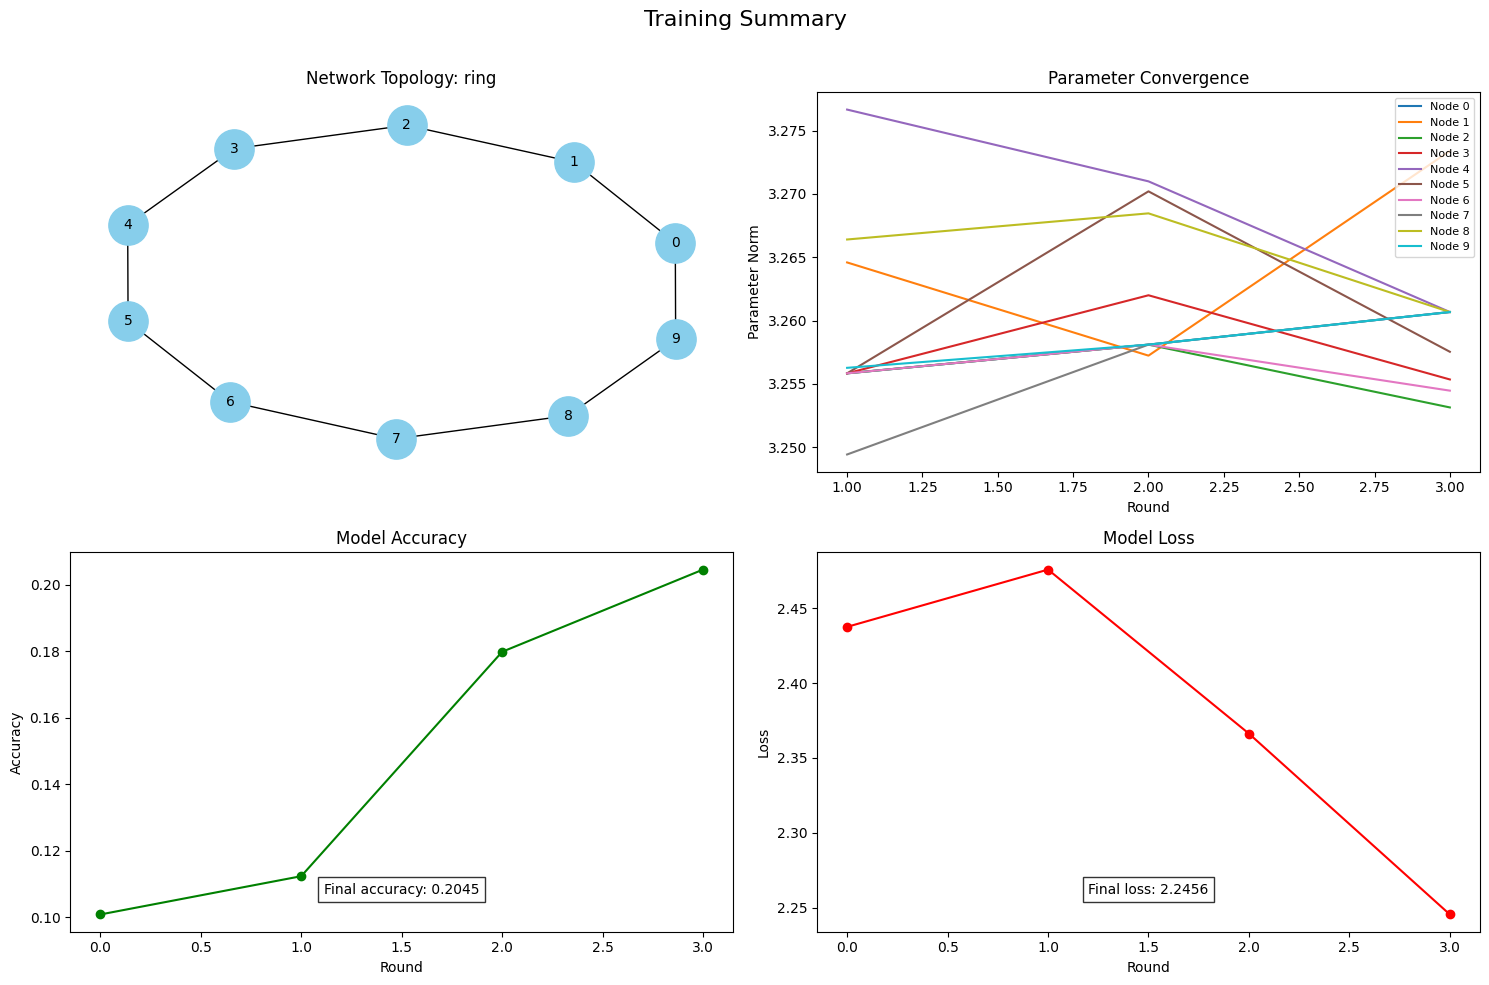 Training Summary
Network Topology: ring
2
3
1
4
0
5
9
6
8
7
Parameter Convergence
Parameter Norm
3.275
3.270
3.265
3.260
3.255
3.250
Node 0
Node 1
Node 2
Node 3
Node 4
Node 5
Node 6
Node 7
Node 8
Node 9
1.00 1.25 1.50 1.75 2.00 2.25 2.50 2.75 3.00
Round
Model Accuracy
Accuracy
0.20
0.18
0.16
0.14
0.12
0.10
Final accuracy: 0.2045
0.0 0.5 1.0 1.5 2.0 2.5 3.0
Round
Model Loss
Loss
2.45
2.40
2.35
2.30
2.25
Final loss: 2.2456
0.0 0.5 1.0 1.5 2.0 2.5 3.0
Round